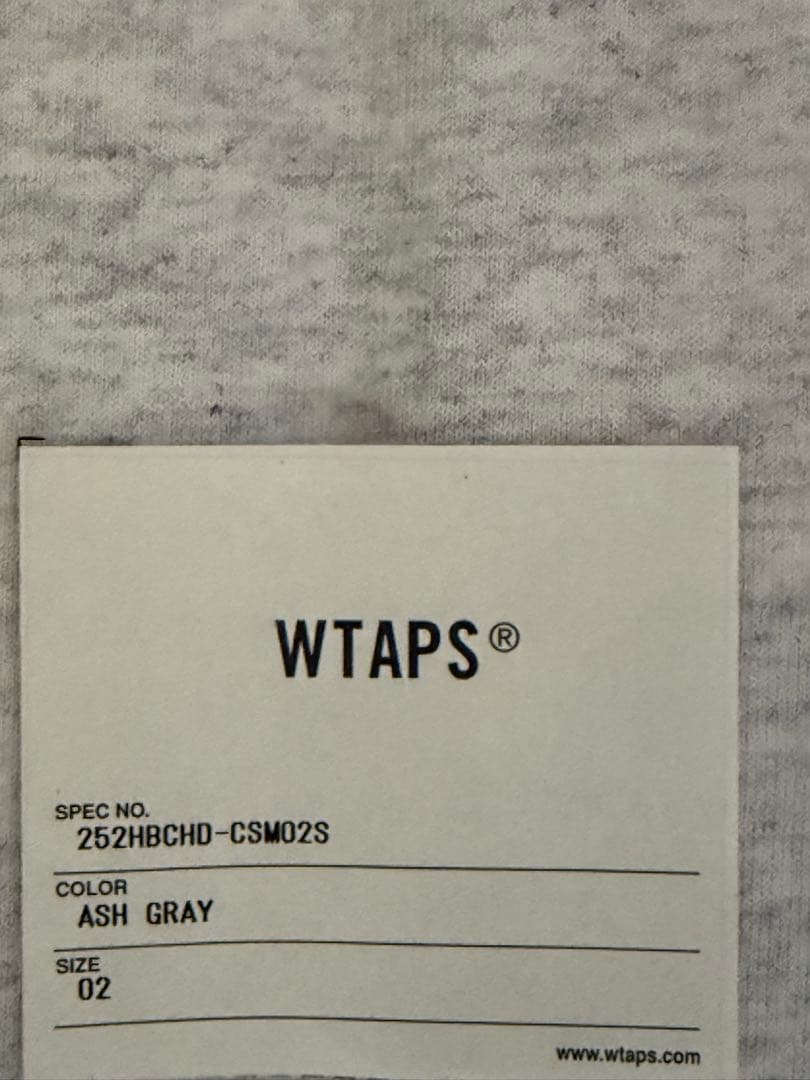 WTAPS®
SPEC NO.
252HBCHD-CSM02S
COLOR
ASH GRAY
SIZE
02
www.wtaps.com